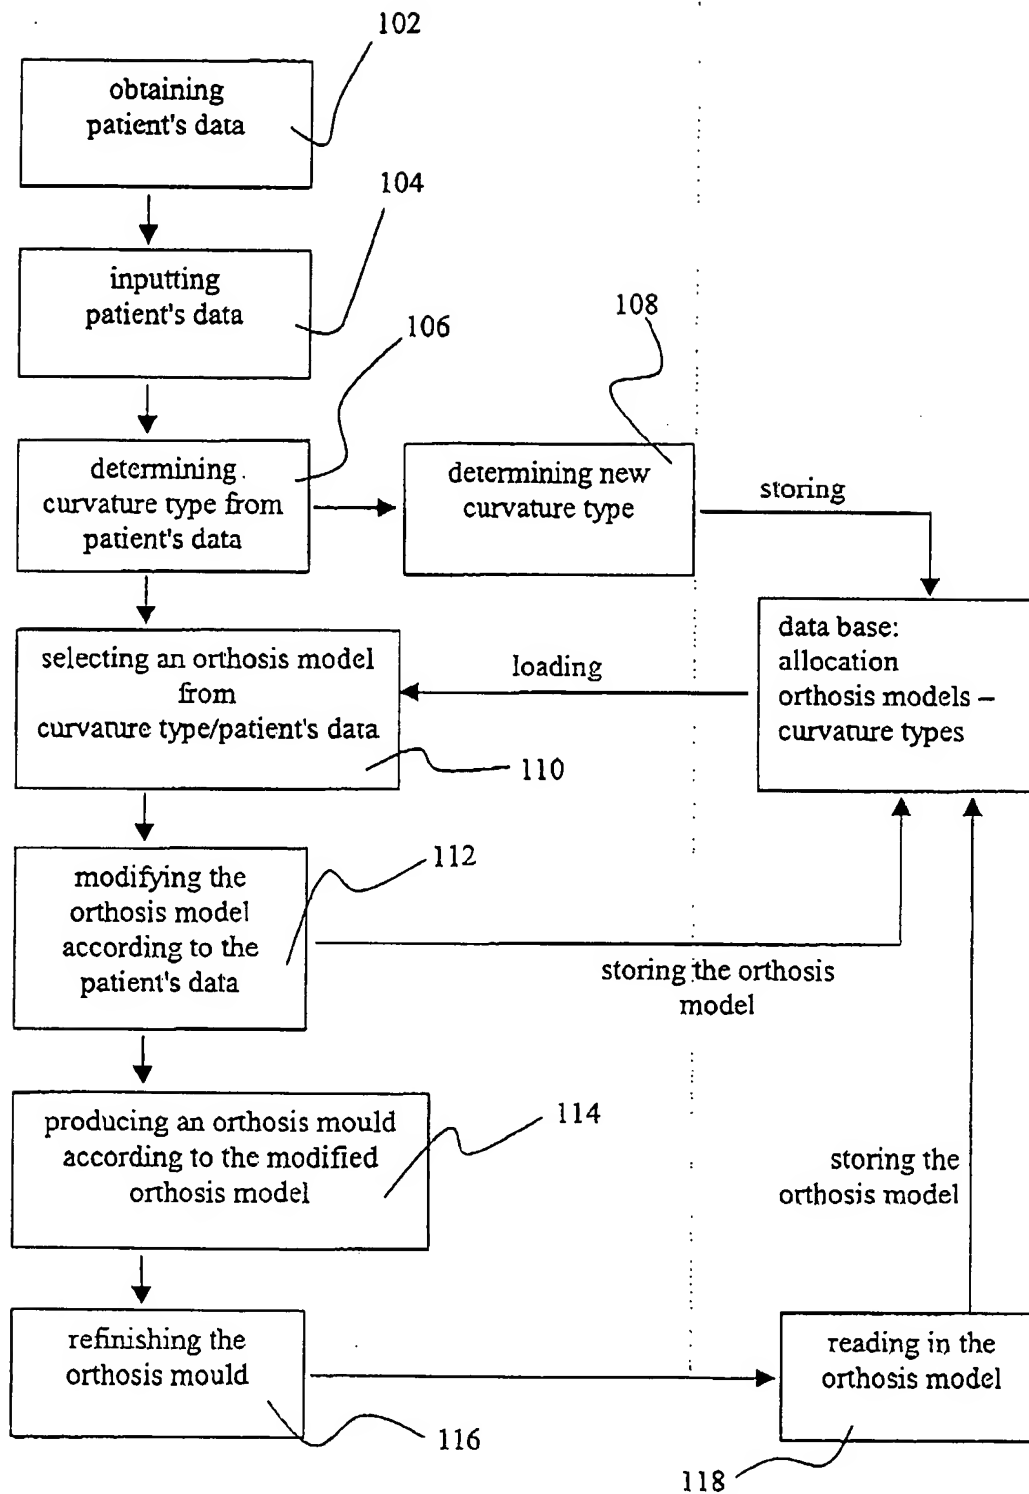 102
obtaining
patient's data
104
inputting
patient's data
106
108
determining
curvature type from
patient's data
determining new
curvature type
storing
data base:
allocation
orthosis models –
curvature types
selecting an orthosis model
from
curvature type/patient's data
loading
110
112
modifying the
orthosis model
according to the
patient's data
storing the orthosis
model
producing an orthosis mould
according to the modified
orthosis model
114
storing the
orthosis model
refinishing the
orthosis mould
reading in the
orthosis model
116
118